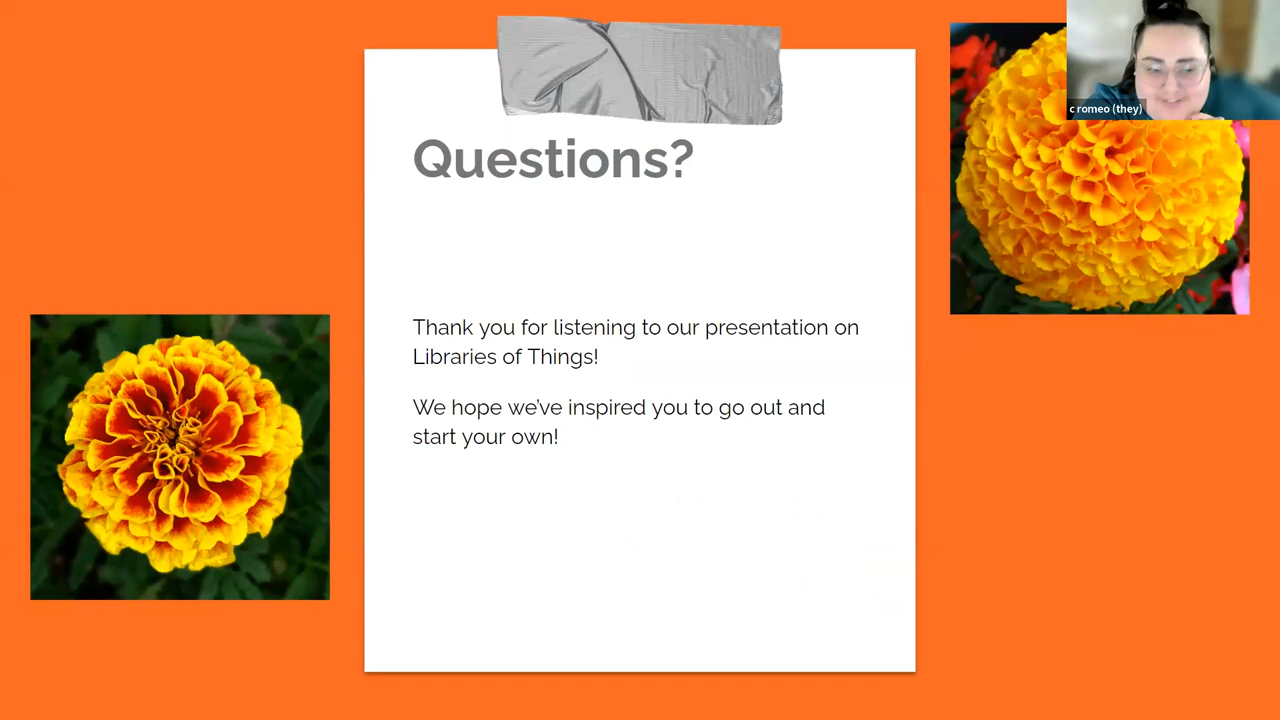 c romeo (they)
Questions?
Thank you for listening to our presentation on
Libraries of Things!
We hope we've inspired you to go out and
start your own!